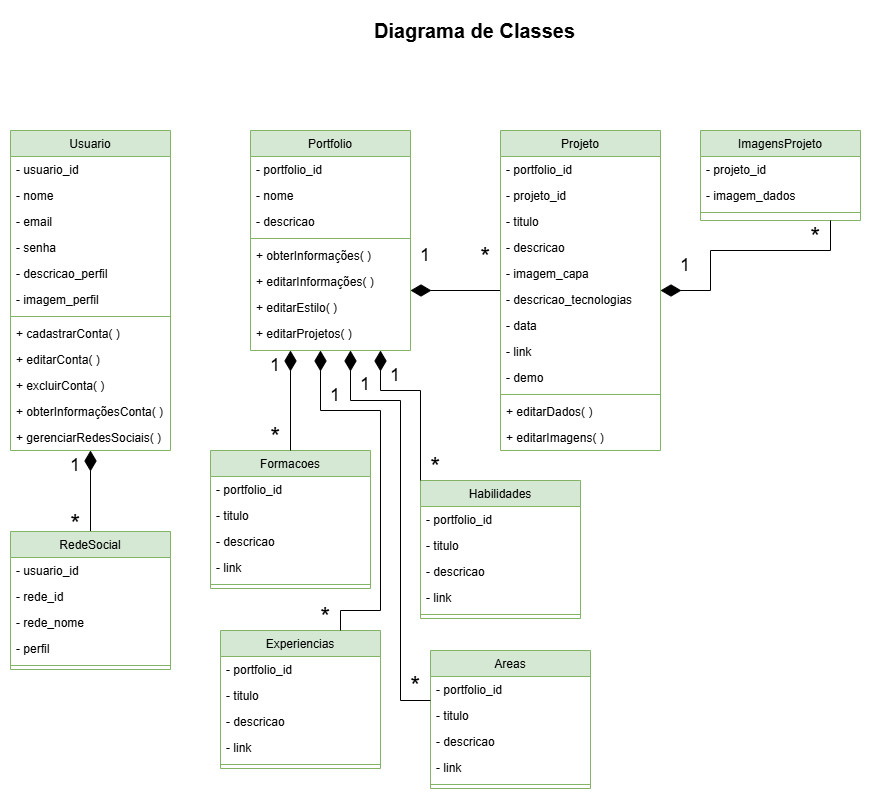 Diagrama de Classes
Usuario
- usuario_id
- nome
- email
- senha
- descricao_perfil
- imagem_perfil
+ cadastrarConta( )
+ editarConta( )
+ excluirConta( )
+ obterInformaçõesConta( )
+ gerenciarRedesSociais( )
1
*
RedeSocial
- usuario_id
- rede_id
- rede_nome
- perfil
Portfolio
- portfolio_id
- nome
- descricao
+ obterInformações( )
+ editarInformações( )
+ editarEstilo( )
+ editarProjetos( )
1
*
Projeto
- portfolio_id
- projeto_id
- titulo
- descricao
- imagem_capa
- descricao_tecnologias
- data
- link
- demo
+ editarDados( )
+ editarImagens( )
1
*
ImagensProjeto
- projeto_id
- imagem_dados
1
*
Formacoes
- portfolio_id
- titulo
- descricao
- link
1
*
Experiencias
- portfolio_id
- titulo
- descricao
- link
1
*
Areas
- portfolio_id
- titulo
- descricao
- link
1
*
Habilidades
- portfolio_id
- titulo
- descricao
- link